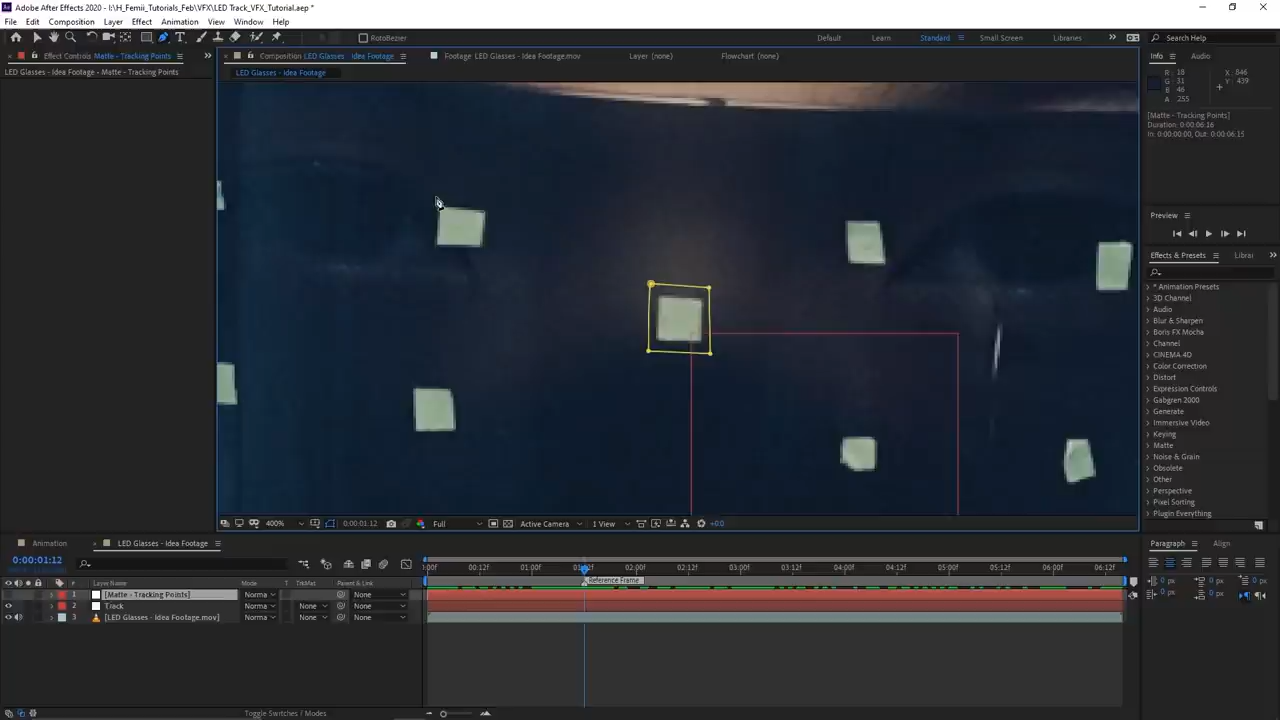 Adobe After Effects 2020 - I:\H_Femii_Tutorials_Feb\VFX\LED Track_VFX_Tutorial.aep *
File Edit Composition Layer Effect Animation View Window Help
RotoBezier Default Learn Standard Small Screen Libraries Search Help
Effect Controls Matte - Tracking Points Composition LED Glasses - Idea Footage Footage LED Glasses - Idea Footage.mov Layer (none) Flowchart (none) Info Audio
LED Glasses - Idea Footage • Matte - Tracking Points LED Glasses - Idea Footage
R : 18 X : 846
G : 31 Y : 439
B : 46
A : 255
[Matte - Tracking Points]
Duration: 0:00:06:16
In: 0:00:00:00, Out: 0:00:06:15
Preview
Effects & Presets Librar
* Animation Presets
3D Channel
Audio
Blur & Sharpen
Boris FX Mocha
Channel
CINEMA 4D
Color Correction
Distort
Expression Controls
Gabgren 2000
Generate
Immersive Video
Keying
Matte
Noise & Grain
Obsolete
Other
Perspective
Pixel Sorting
Plugin Everything
400% 0:00:01:12 Full Active Camera 1 View +0.0
Animation LED Glasses - Idea Footage Paragraph Align
0:00:01:12
:00F 00:12F 01:00F 01:12F 02:00F 02:12F 03:00F 03:12F 04:00F 04:12F 05:00F 05:12F 06:00F 06:12F
# Layer Name Mode T TrkMat Parent & Link Reference Frame
0 px 0 px 0 px
0 px 0 px
1 [Matte - Tracking Points] Norma None
2 Track Norma None None
3 [LED Glasses - Idea Footage.mov] Norma None None
Toggle Switches / Modes